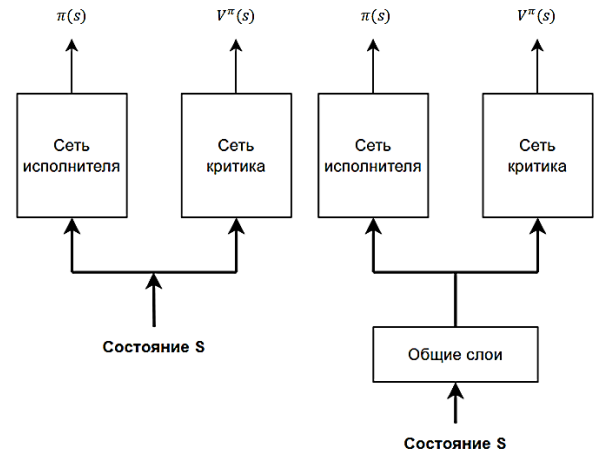 π(s) V^π(s) π(s) V^π(s)
Сеть исполнителя
Сеть критика
Сеть исполнителя
Сеть критика
Состояние S
Общие слои
Состояние S